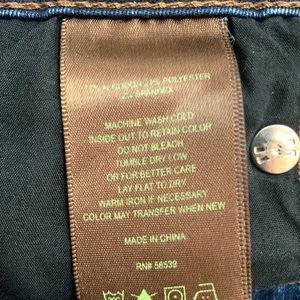 POLYESTER
SPANDEX
MACHINE WASH COLD
INSIDE OUT TO RETAIN COLOR
DO NOT BLEACH
TUMBLE DRY LOW
OR FOR BETTER CARE
LAY FLAT TO DRY
WARM IRON IF NECESSARY
COLOR MAY TRANSFER WHEN NEW
MADE IN CHINA
RN# 58539